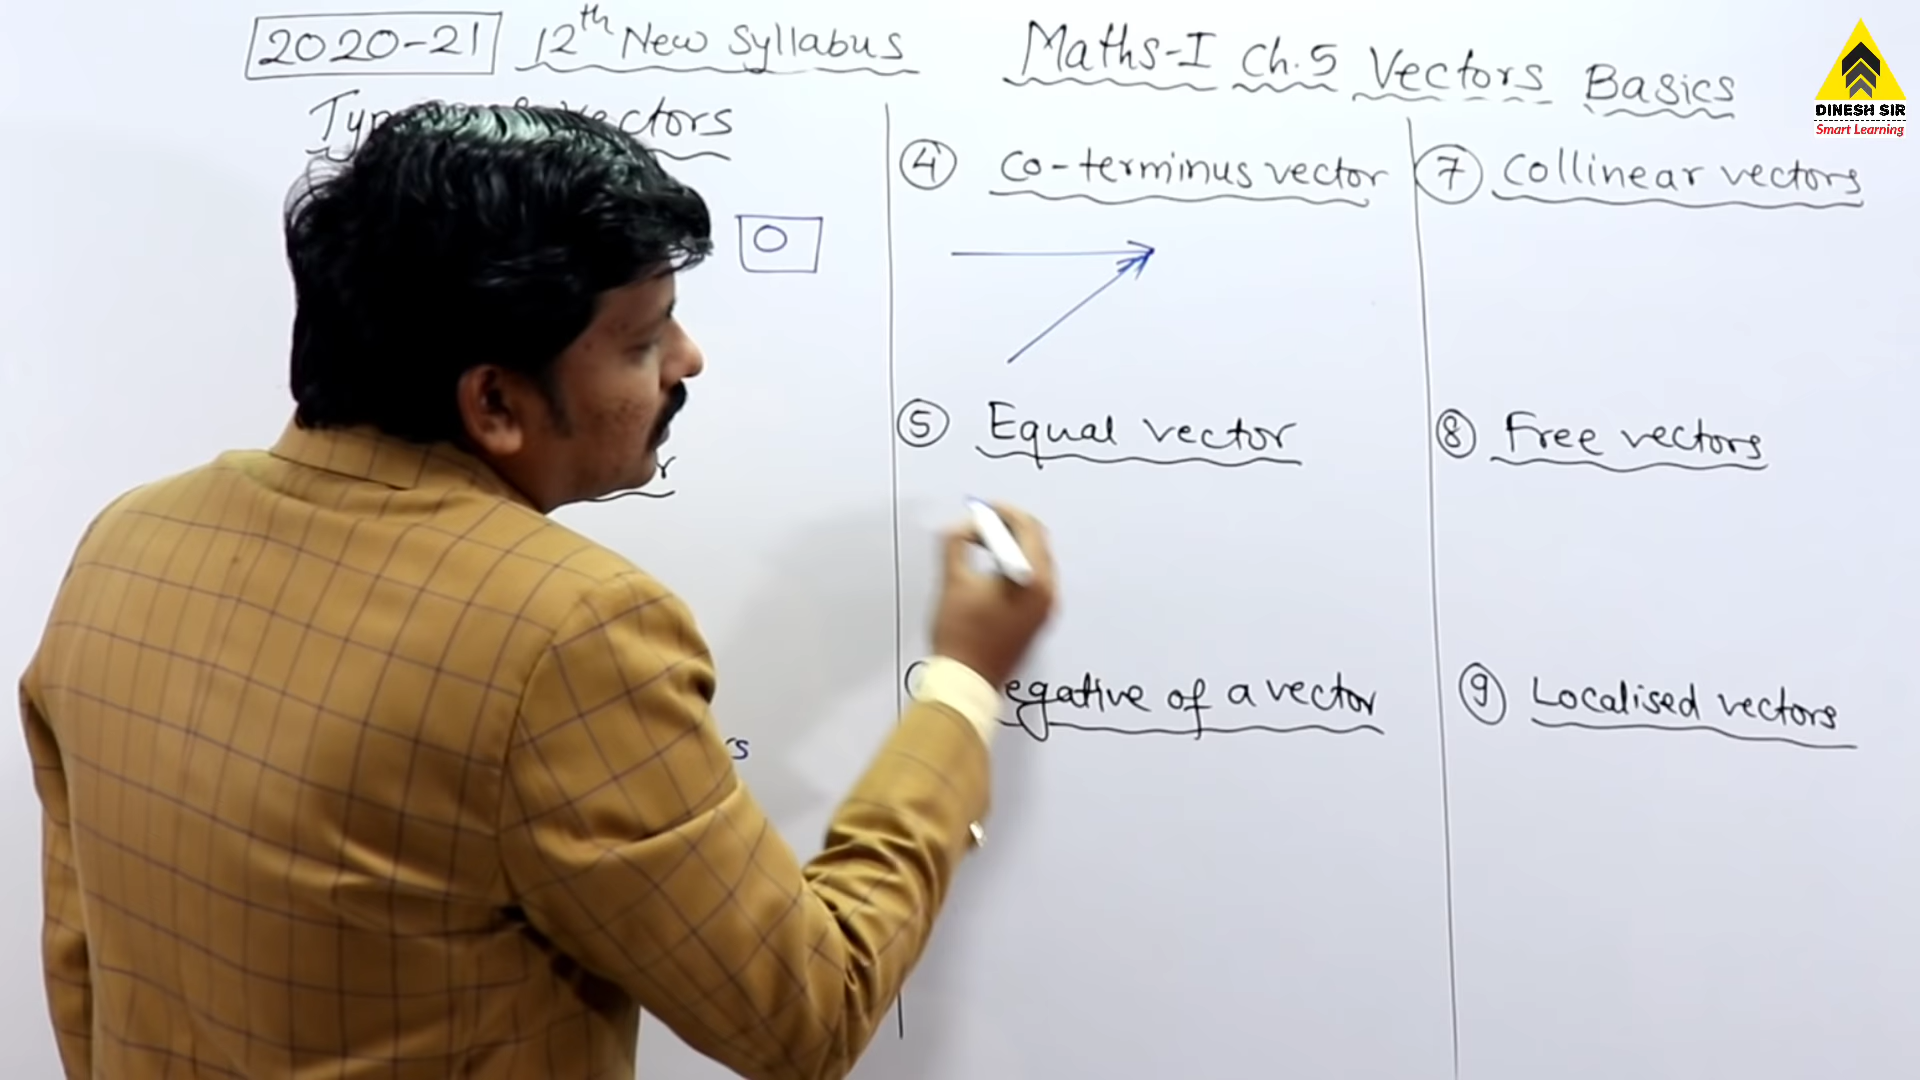 2020-21 12th New Syllabus
Maths-I Ch.5 Vectors Basics
vectors
0
④ Co-terminus vector
⑤ Equal vector
of a vector
⑦ Collinear vectors
⑧ Free vectors
⑨ Localised vectors
DINESH SIR
Smart Learning